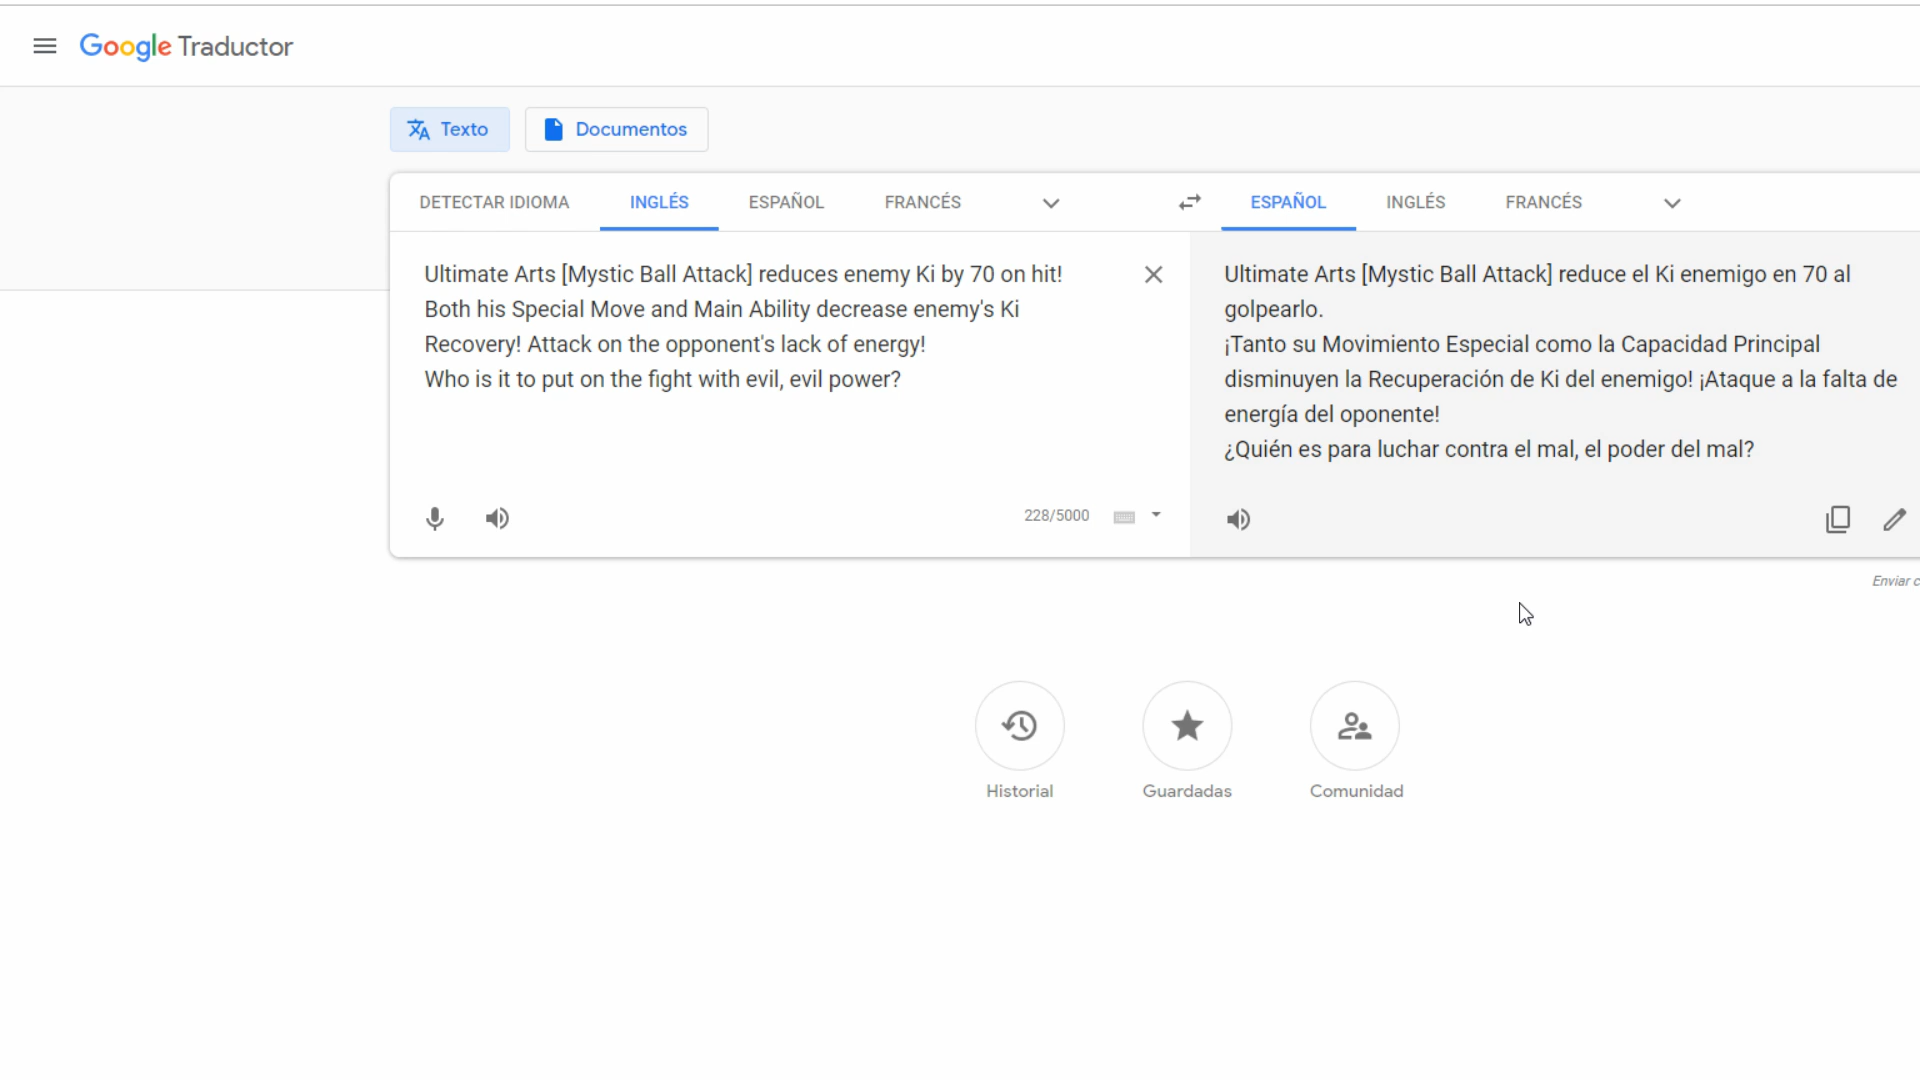 Google Traductor
Texto
Documentos
DETECTAR IDIOMA
INGLÉS
ESPAÑOL
FRANCÉS
ESPAÑOL
INGLÉS
FRANCÉS
Ultimate Arts [Mystic Ball Attack] reduces enemy Ki by 70 on hit!
Both his Special Move and Main Ability decrease enemy's Ki
Recovery! Attack on the opponent's lack of energy!
Who is it to put on the fight with evil, evil power?
228/5000
Ultimate Arts [Mystic Ball Attack] reduce el Ki enemigo en 70 al
golpearlo.
¡Tanto su Movimiento Especial como la Capacidad Principal
disminuyen la Recuperación de Ki del enemigo! ¡Ataque a la falta de
energía del oponente!
¿Quién es para luchar contra el mal, el poder del mal?
Enviar c
Historial
Guardadas
Comunidad